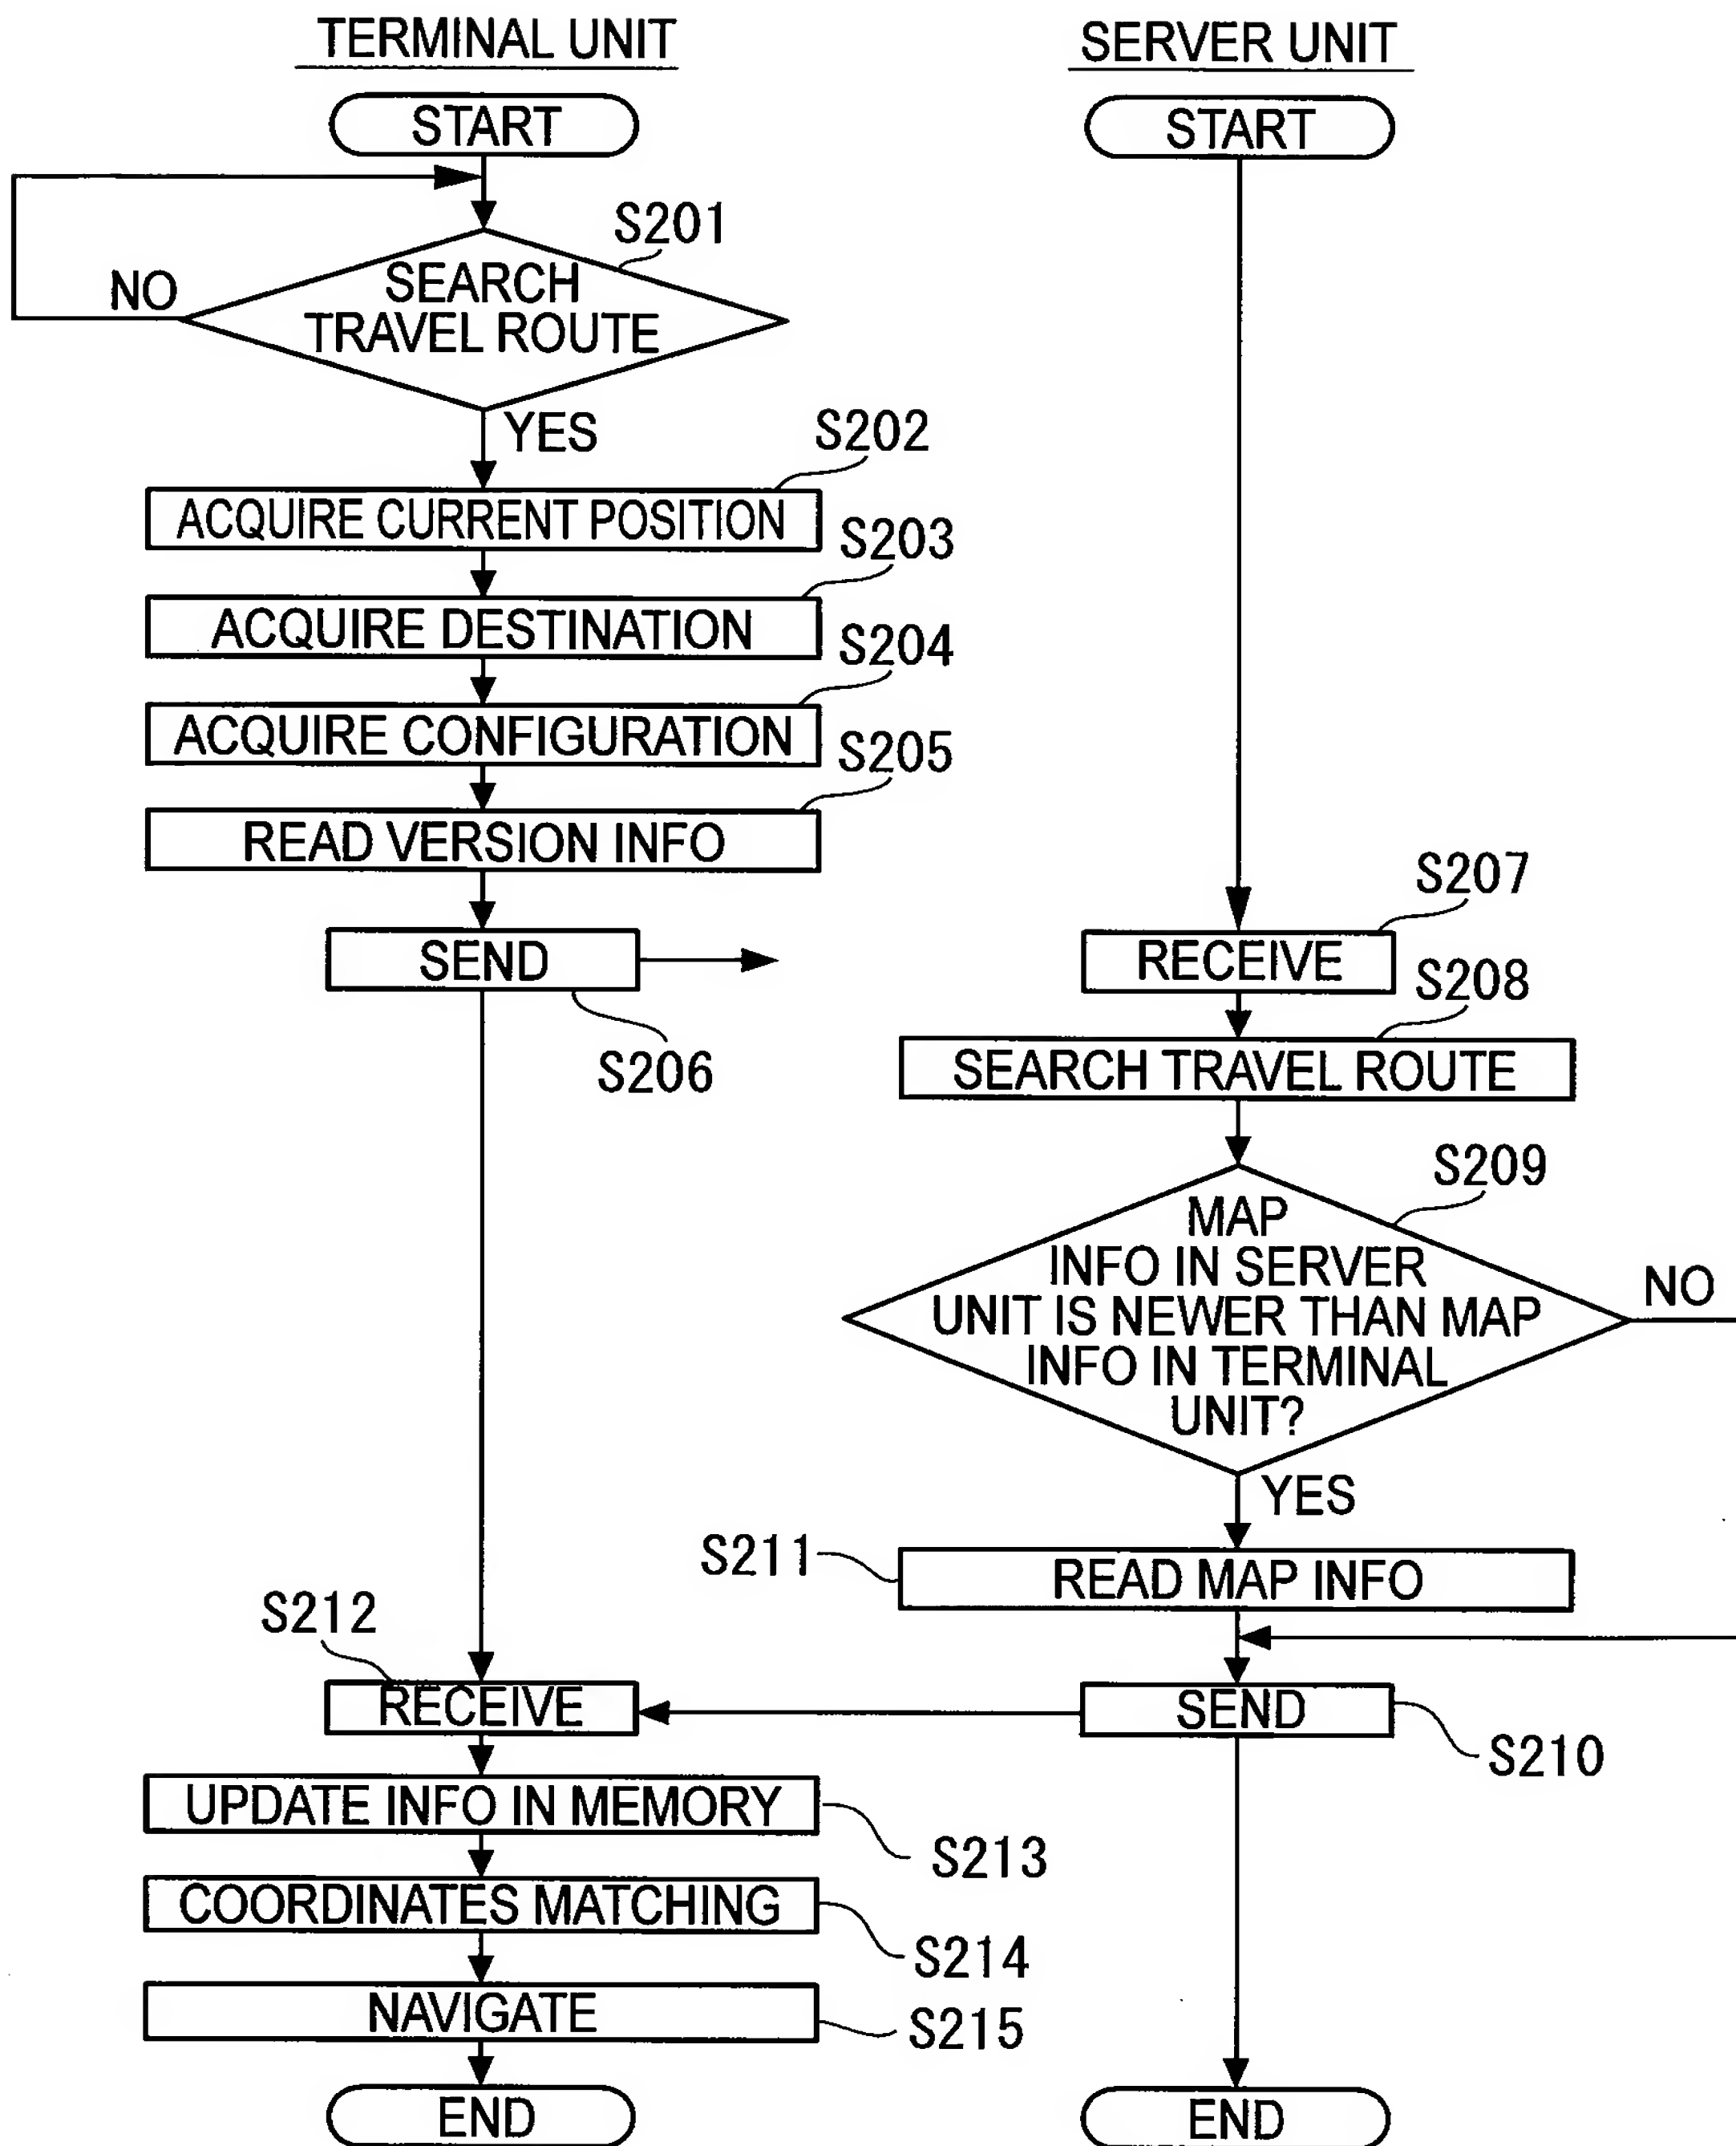 TERMINAL UNIT
START
S201
SEARCH
TRAVEL ROUTE
NO
YES
S202
ACQUIRE CURRENT POSITION
S203
ACQUIRE DESTINATION
S204
ACQUIRE CONFIGURATION
S205
READ VERSION INFO
SEND
S206
SERVER UNIT
START
S207
RECEIVE
S208
SEARCH TRAVEL ROUTE
S209
MAP
INFO IN SERVER
UNIT IS NEWER THAN MAP
INFO IN TERMINAL
UNIT?
NO
YES
S211
READ MAP INFO
SEND
S210
END
S212
RECEIVE
UPDATE INFO IN MEMORY
S213
COORDINATES MATCHING
S214
NAVIGATE
S215
END